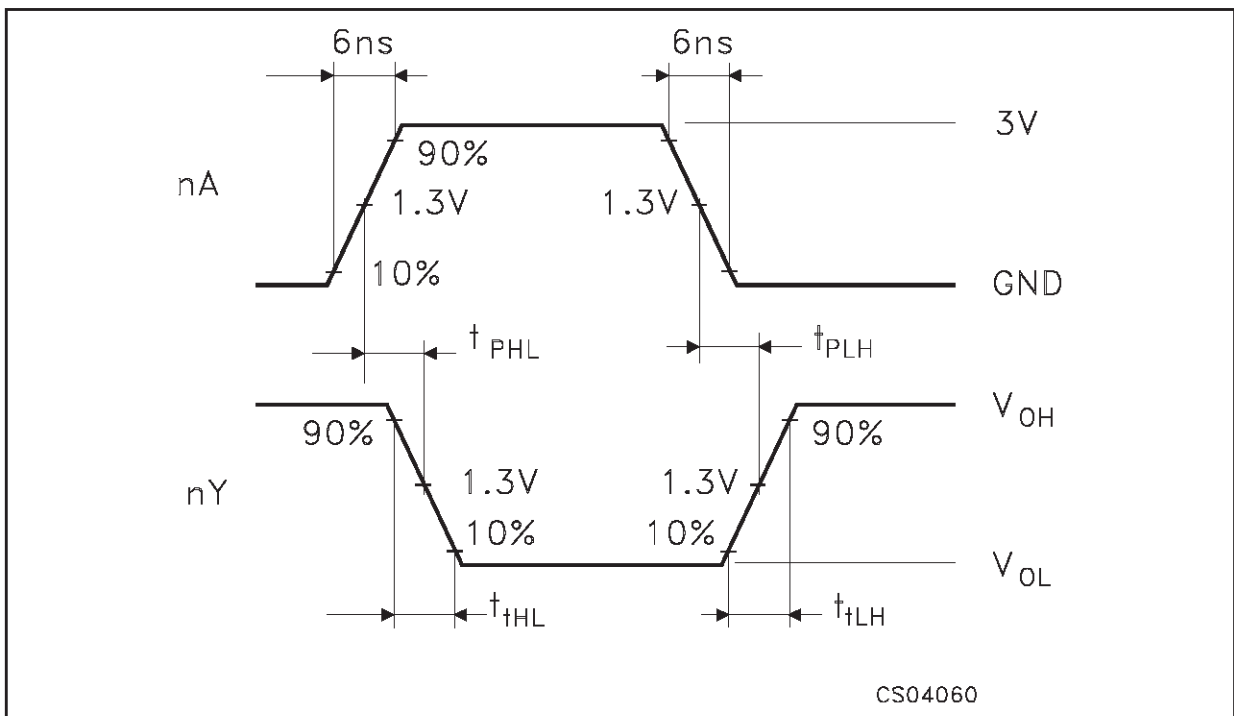 6ns 6ns
3V
90%
nA
1.3V 1.3V
10%
GND
tPHL tPLH
VOH
90% 90%
nY
1.3V 1.3V
10% 10%
VOL
ttHL ttLH
CS04060